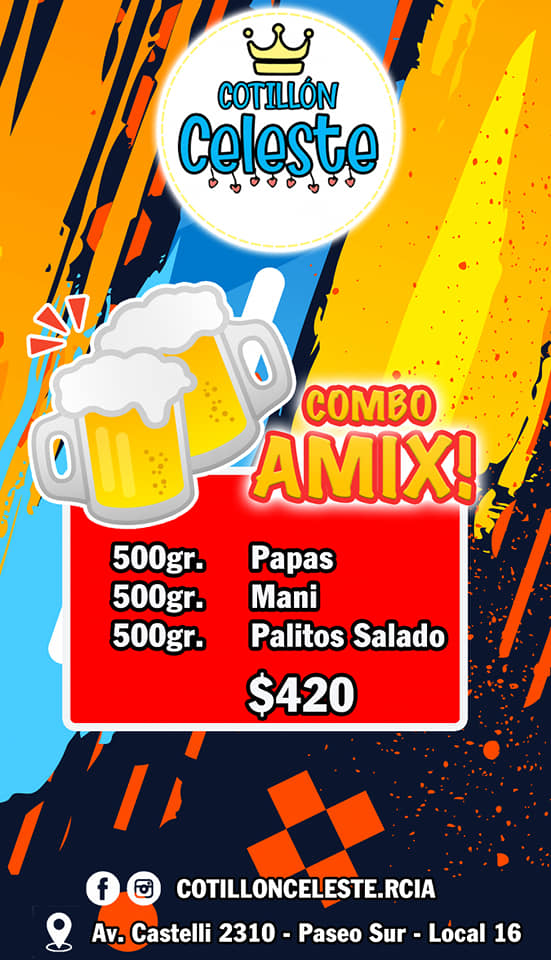 COTILLÓN
Celeste
COMBO
AMIX!
500gr. Papas
500gr. Mani
500gr. Palitos Salado
$420
COTILLONCELESTE.RCIA
Av. Castelli 2310 - Paseo Sur - Local 16